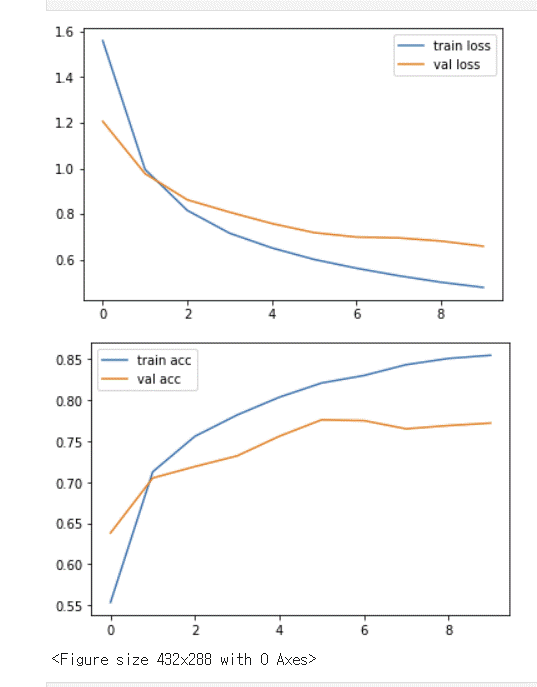 1.6
1.4
1.2
1.0
0.8
0.6
train loss
val loss
0 2 4 6 8
0.85
0.80
0.75
0.70
0.65
0.60
0.55
train acc
val acc
0 2 4 6 8
<Figure size 432x288 with 0 Axes>